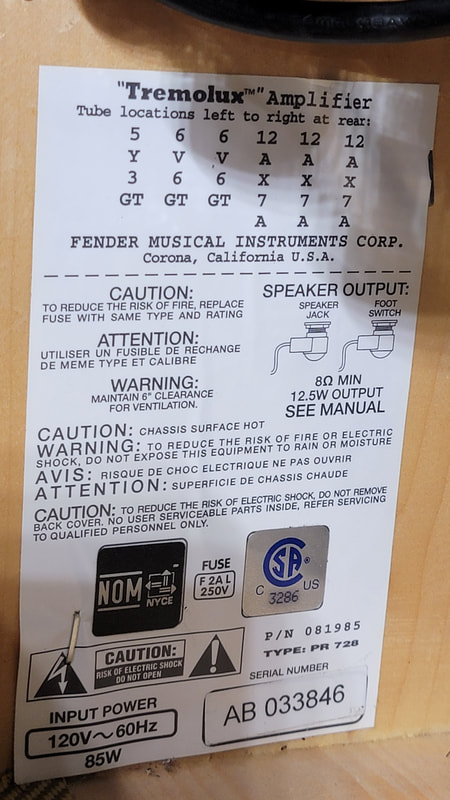 "Tremolux™" Amplifier
Tube locations left to right at rear:
5 6 6 12 12 12
Y V V A A A
3 6 6 X X X
GT GT GT 7 7 7
A A A
FENDER MUSICAL INSTRUMENTS CORP.
Corona, California U.S.A.
CAUTION:
TO REDUCE THE RISK OF FIRE, REPLACE
FUSE WITH SAME TYPE AND RATING
ATTENTION:
UTILISER UN FUSIBLE DE RECHANGE
DE MEME TYPE ET CALIBRE
WARNING:
MAINTAIN 6" CLEARANCE
FOR VENTILATION.
SPEAKER OUTPUT:
SPEAKER JACK
FOOT SWITCH
8Ω MIN
12.5W OUTPUT
SEE MANUAL
CAUTION: CHASSIS SURFACE HOT
WARNING: TO REDUCE THE RISK OF FIRE OR ELECTRIC
SHOCK, DO NOT EXPOSE THIS EQUIPMENT TO RAIN OR MOISTURE
AVIS: RISQUE DE CHOC ELECTRIQUE NE PAS OUVRIR
ATTENTION: SUPERFICIE DE CHASSIS CHAUDE
CAUTION: TO REDUCE THE RISK OF ELECTRIC SHOCK, DO NOT REMOVE
BACK COVER. NO USER SERVICEABLE PARTS INSIDE, REFER SERVICING
TO QUALIFIED PERSONNEL ONLY.
NOM
NYCE
FUSE
F 2A L
250V
CSA
®
C US
3286
P/N 081985
TYPE: PR 728
CAUTION:
RISK OF ELECTRIC SHOCK
DO NOT OPEN
!
SERIAL NUMBER
AB 033846
INPUT POWER
120V~60Hz
85W